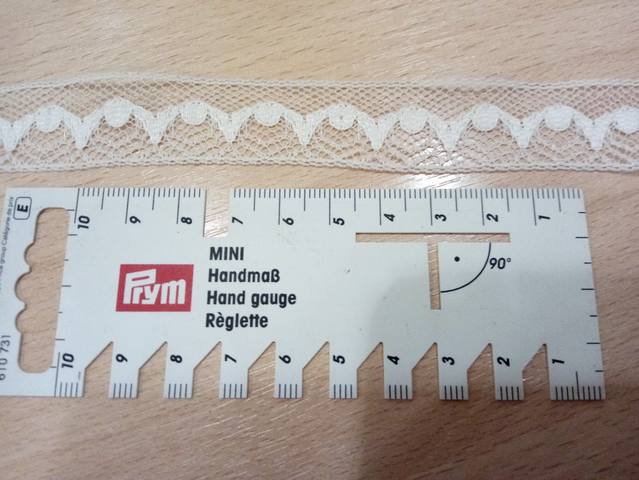 E
10 9 8 7 6 5 4 3 2 1
Prym
MINI
Handmaß
Hand gauge
Règlette
90°
610 731
10 9 8 7 6 5 4 3 2 1